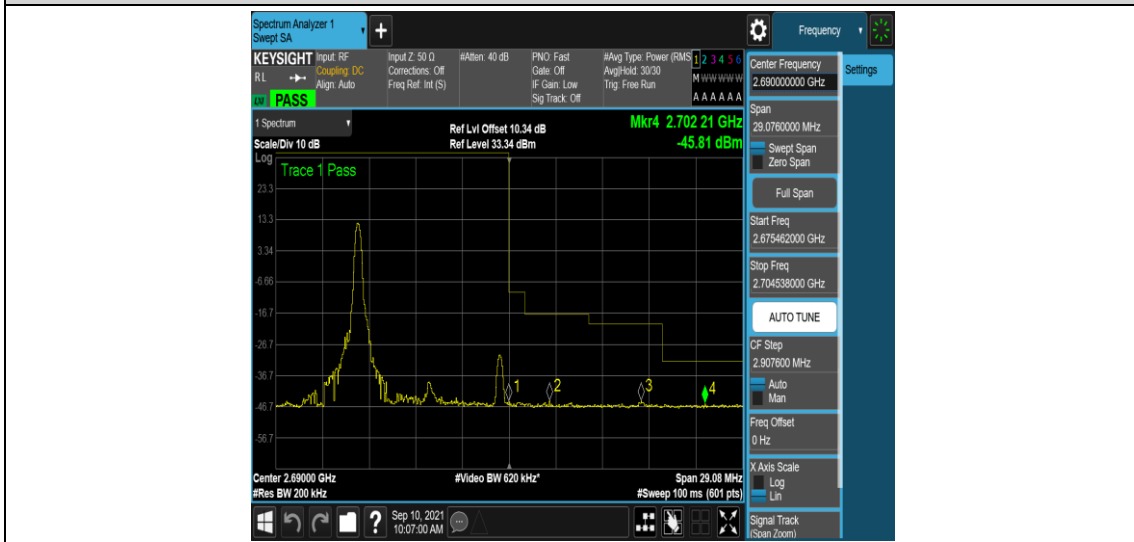 Spectrum Analyzer 1
Swept SA
+
Frequency
KEYSIGHT
RL
LXI PASS
Input: RF
Coupling: DC
Align: Auto
Input Z: 50 Ω
Corrections: Off
Freq Ref: Int (S)
#Atten: 40 dB
PNO: Fast
Gate: Off
IF Gain: Low
Sig Track: Off
#Avg Type: Power (RMS
Avg|Hold: 30/30
Trig: Free Run
1 2 3 4 5 6
M W W W W W
A A A A A A
Center Frequency
2.690000000 GHz
Settings
1 Spectrum
Scale/Div 10 dB
Ref Lvl Offset 10.34 dB
Ref Level 33.34 dBm
Mkr4 2.702 21 GHz
-45.81 dBm
Log
Trace 1 Pass
23.3
13.3
3.34
-6.66
-16.7
-26.7
-36.7
-46.7
-56.7
1
2
3
4
Center 2.69000 GHz
#Res BW 200 kHz
#Video BW 620 kHz*
Span 29.08 MHz
#Sweep 100 ms (601 pts)
Span
29.0760000 MHz
Swept Span
Zero Span
Full Span
Start Freq
2.675462000 GHz
Stop Freq
2.704538000 GHz
AUTO TUNE
CF Step
2.907600 MHz
Auto
Man
Freq Offset
0 Hz
X Axis Scale
Log
Lin
Signal Track
(Span Zoom)
?
Sep 10, 2021
10:07:00 AM